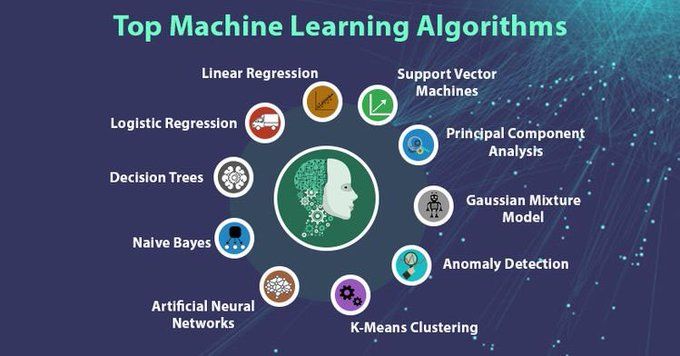 Top Machine Learning Algorithms
Linear Regression
Support Vector
Machines
Logistic Regression
Principal Component
Analysis
Decision Trees
Gaussian Mixture
Model
Naive Bayes
Anomaly Detection
Artificial Neural
Networks
K-Means Clustering